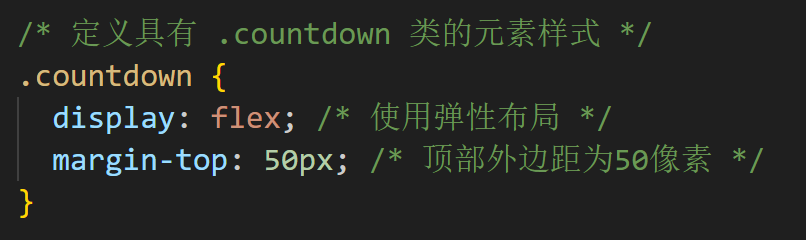 /* 定义具有 .countdown 类的元素样式 */
.countdown {
  display: flex; /* 使用弹性布局 */
  margin-top: 50px; /* 顶部外边距为50像素 */
}